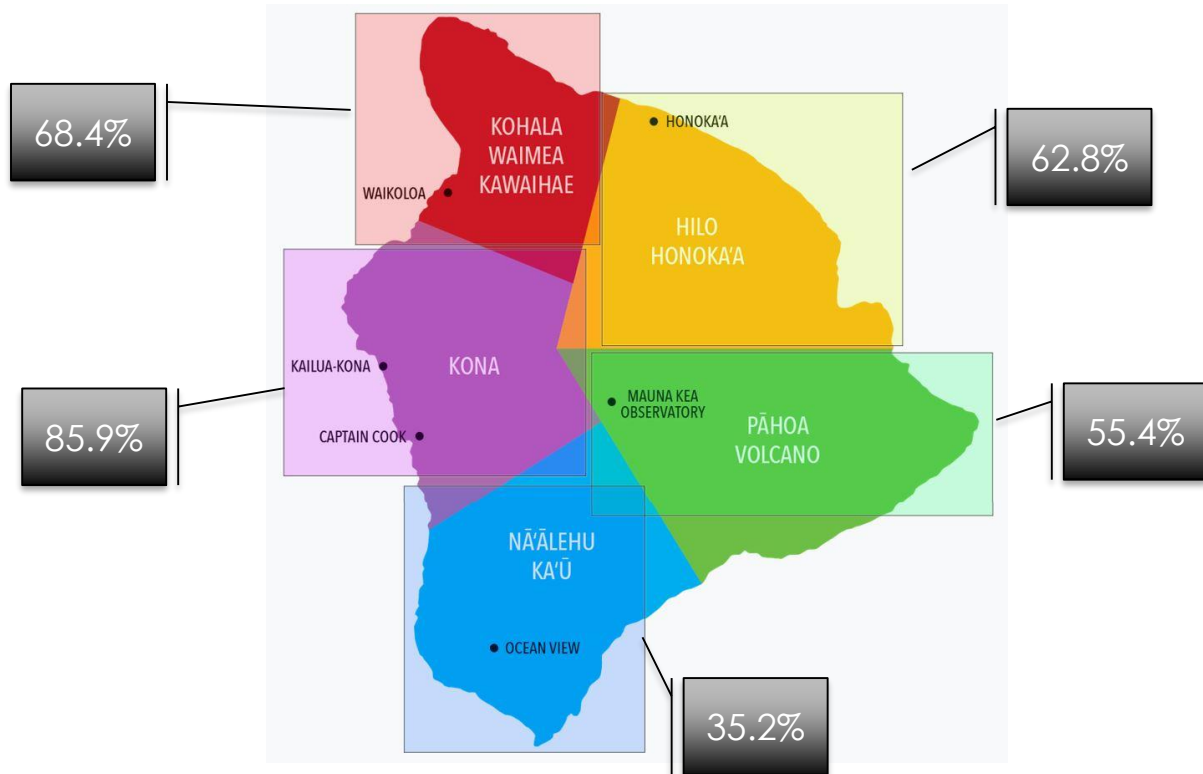 68.4%
KOHALA
WAIMEA
KAWAIHAE
WAIKOLOA
HONOKA'A
62.8%
HILO
HONOKA'A
KAILUA-KONA
KONA
CAPTAIN COOK
85.9%
MAUNA KEA
OBSERVATORY
PĀHOA
VOLCANO
55.4%
NĀ'ĀLEHU
KA'Ū
OCEAN VIEW
35.2%